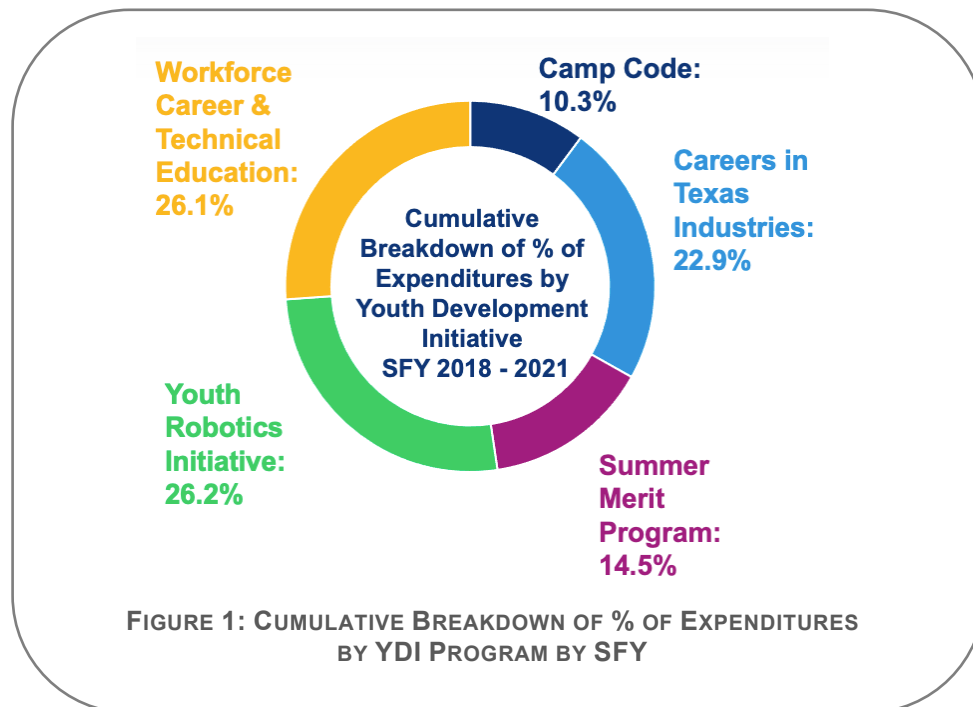 Workforce
Career &
Technical
Education:
26.1%
Camp Code:
10.3%
Careers in
Texas
Industries:
22.9%
Cumulative
Breakdown of % of
Expenditures by
Youth Development
Initiative
SFY 2018 - 2021
Youth
Robotics
Initiative:
26.2%
Summer
Merit
Program:
14.5%
FIGURE 1: CUMULATIVE BREAKDOWN OF % OF EXPENDITURES
BY YDI PROGRAM BY SFY